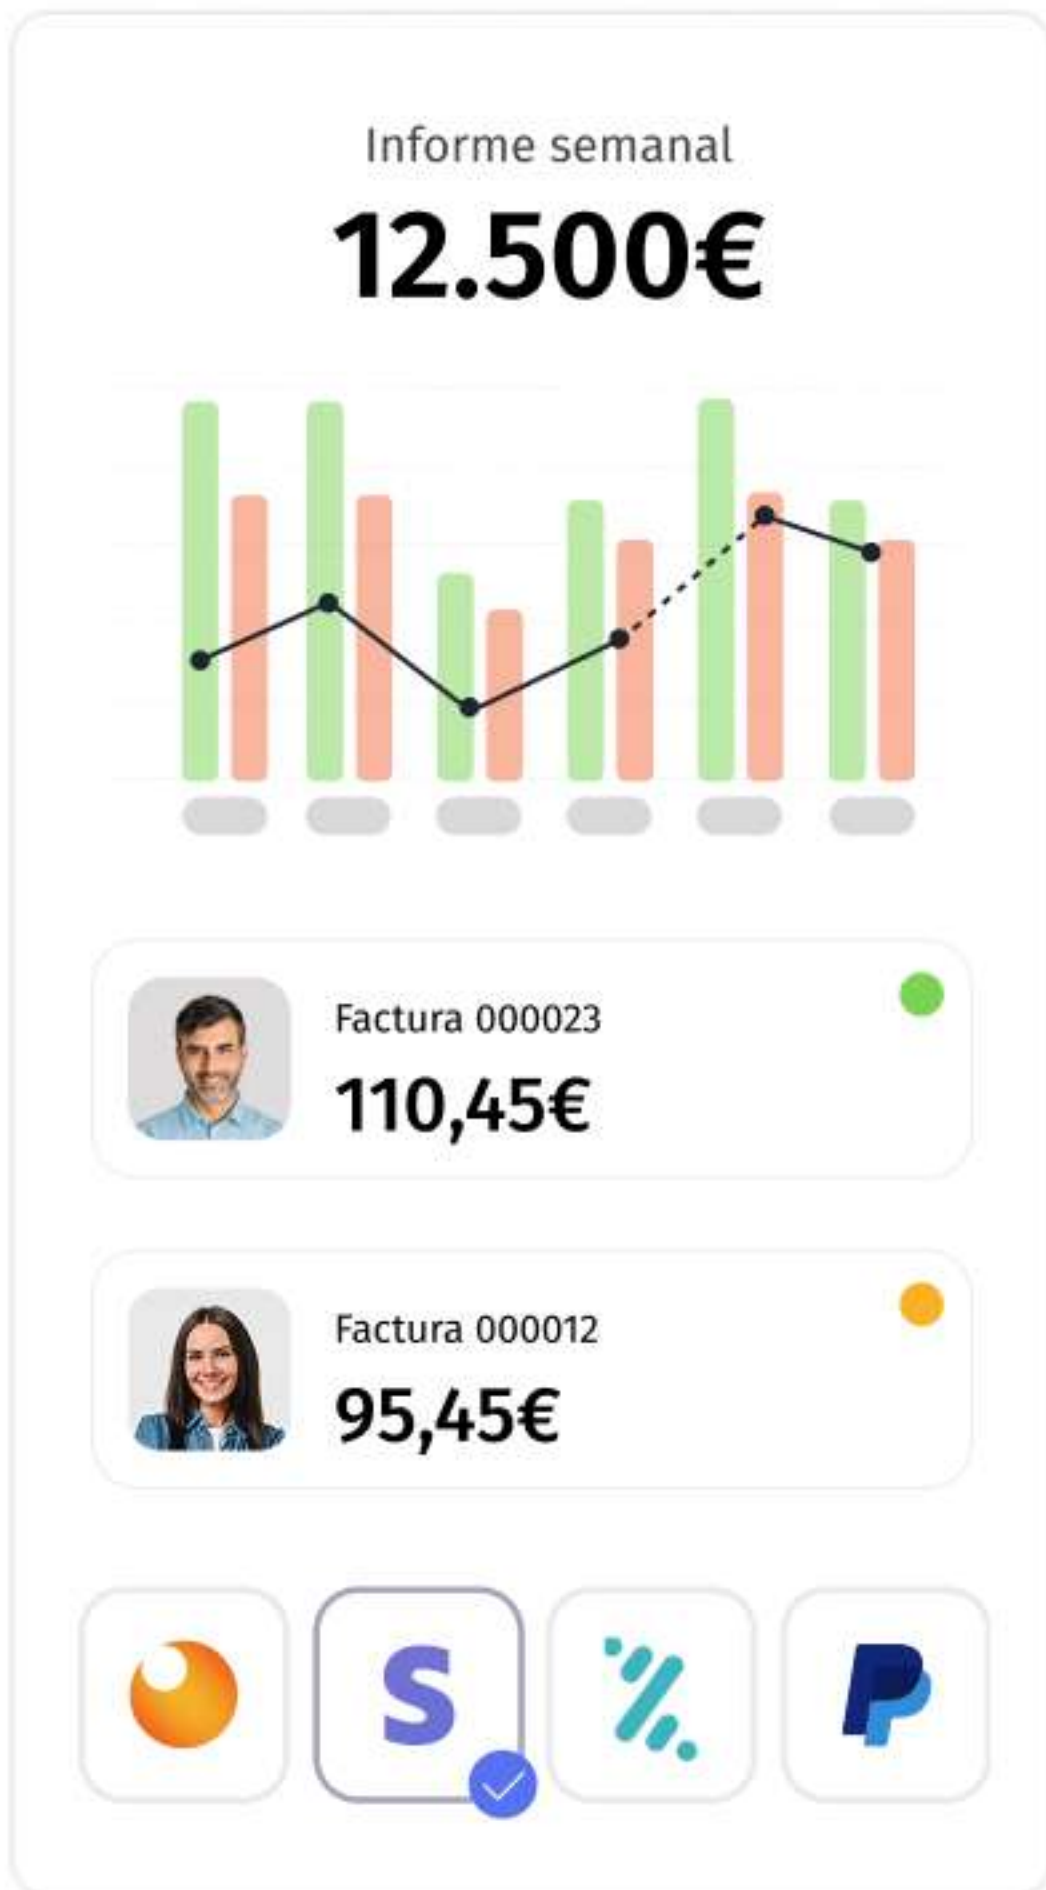 Informe semanal
12.500€
Factura 000023
110,45€
Factura 000012
95,45€
S
P